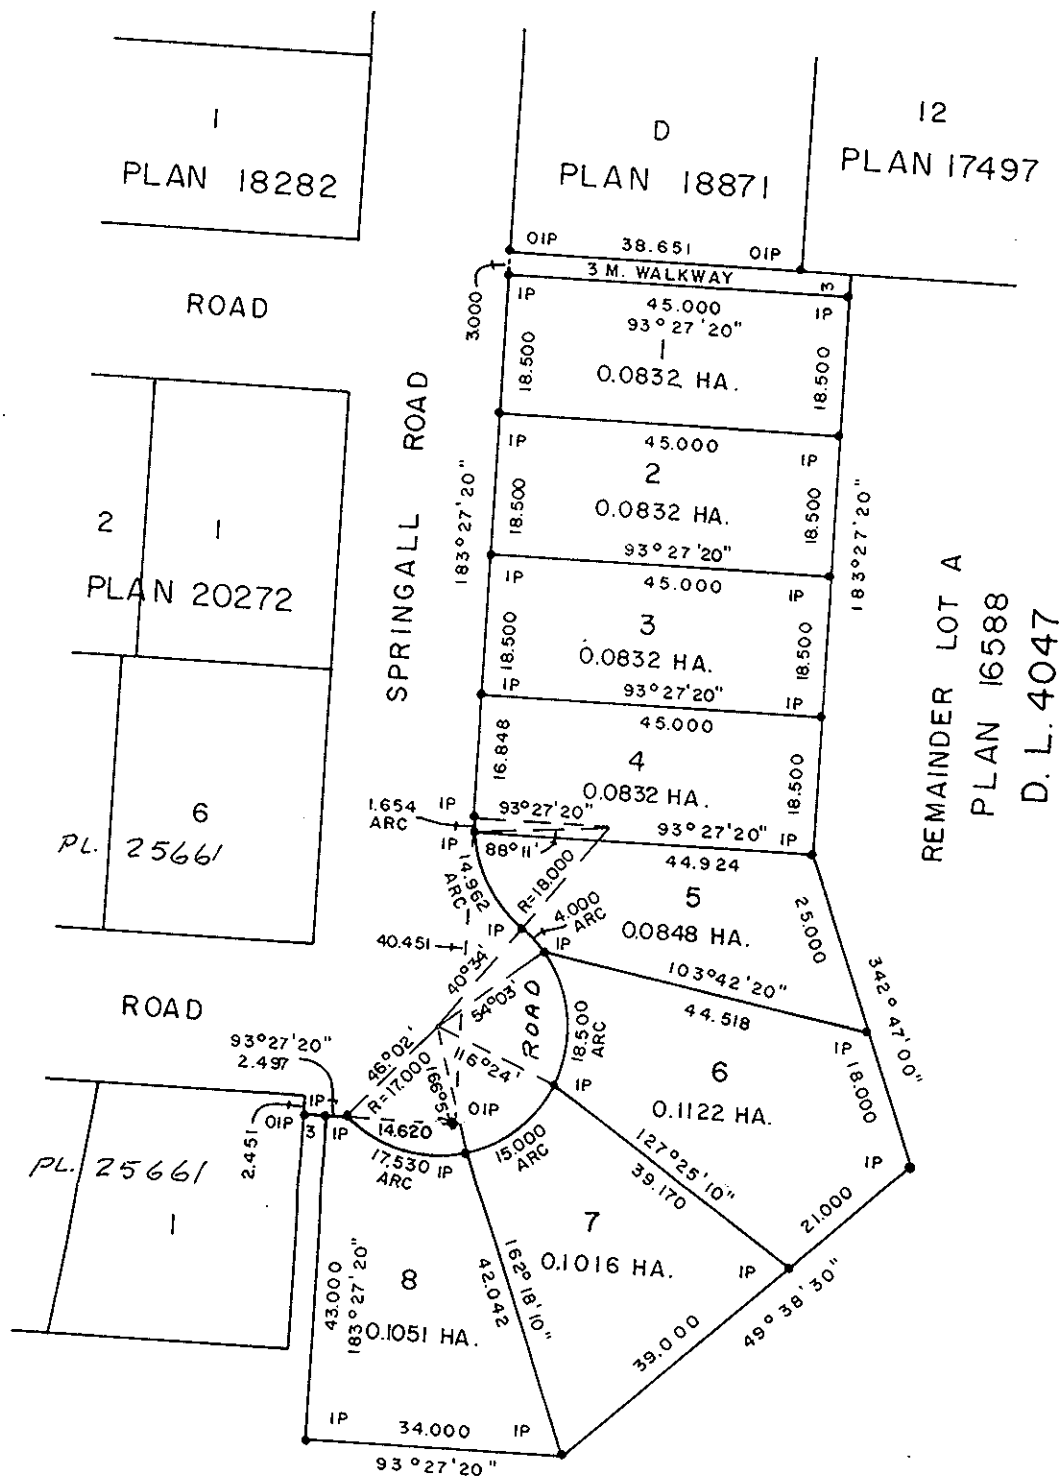 1
PLAN 18282
D
PLAN 18871
12
PLAN 17497
OIP 38.651 OIP
3 M. WALKWAY
3
3.000
IP 45.000 IP
93°27'20"
1
0.0832 HA.
18.500
18.500
ROAD
SPRINGALL ROAD
183°27'20"
IP 45.000 IP
2
0.0832 HA.
18.500
18.500
93°27'20"
183°27'20"
2
1
PLAN 20272
IP 45.000 IP
3
0.0832 HA.
18.500
18.500
93°27'20"
IP IP
45.000
4
0.0832 HA.
16.848
18.500
REMAINDER LOT A
PLAN 16588
D. L. 4047
6
PL. 25661
1.654
ARC
IP 93°27'20"
93°27'20" IP
IP 88°11'
44.924
14.962
ARC
R=18.000
4.000
ARC
5
0.0848 HA.
25.000
342°47'00"
IP
IP
40.451
40°34'
54°03'
103°42'20"
44.518
ROAD
ROAD
18.500
ARC
116°24'
IP
18.000
6
0.1122 HA.
93°27'20"
2.497
46°02'
R=17.000
IP
OIP
3
IP
2.451
14.620
OIP
IP
17.530
ARC
IP
15.000
ARC
127°25'10"
39.170
IP
21.000
49°38'30"
PL. 25661
1
7
0.1016 HA.
IP
43.000
183°27'20"
8
0.1051 HA.
162°18'10"
42.042
39.000
IP 34.000 IP
93°27'20"